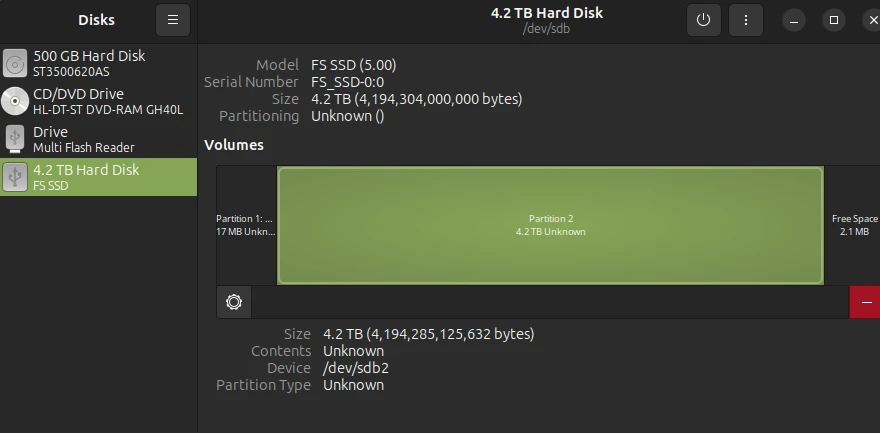 Disks
4.2 TB Hard Disk
/dev/sdb
500 GB Hard Disk
ST3500620AS
CD/DVD Drive
HL-DT-ST DVD-RAM GH40L
Drive
Multi Flash Reader
4.2 TB Hard Disk
FS SSD
Model FS SSD (5.00)
Serial Number FS_SSD-0:0
Size 4.2 TB (4,194,304,000,000 bytes)
Partitioning Unknown ()
Volumes
Partition 1: ...
17 MB Unkn...
Partition 2
4.2 TB Unknown
Free Space
2.1 MB
Size 4.2 TB (4,194,285,125,632 bytes)
Contents Unknown
Device /dev/sdb2
Partition Type Unknown